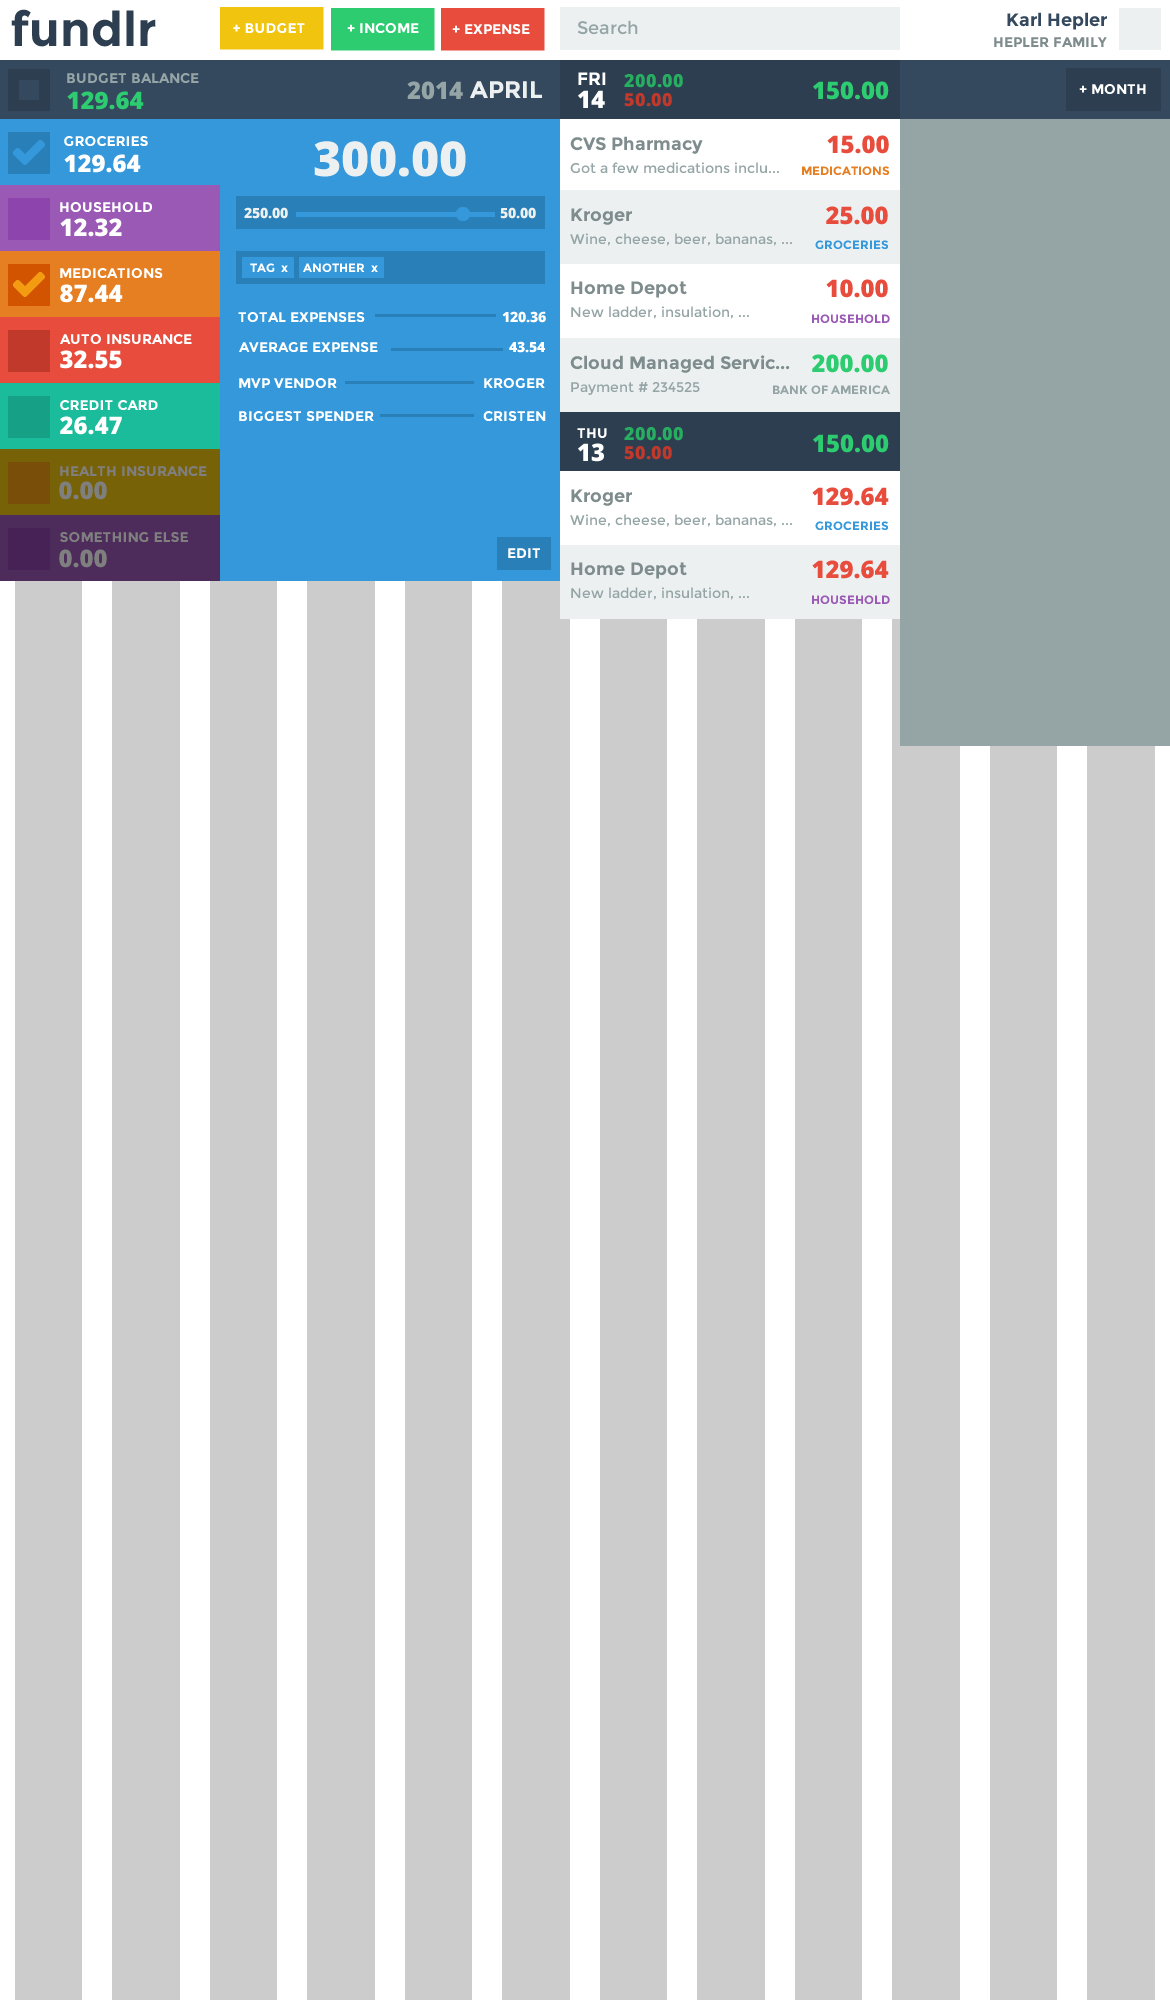 fundlr
+ BUDGET
+ INCOME
+ EXPENSE
Search
Karl Hepler
HEPLER FAMILY
BUDGET BALANCE
129.64
2014 APRIL
GROCERIES
129.64
HOUSEHOLD
12.32
MEDICATIONS
87.44
AUTO INSURANCE
32.55
CREDIT CARD
26.47
HEALTH INSURANCE
0.00
SOMETHING ELSE
0.00
300.00
250.00 50.00
TAG x ANOTHER x
TOTAL EXPENSES 120.36
AVERAGE EXPENSE 43.54
MVP VENDOR KROGER
BIGGEST SPENDER CRISTEN
EDIT
FRI 200.00
14 50.00
150.00
CVS Pharmacy 15.00
Got a few medications inclu... MEDICATIONS
Kroger 25.00
Wine, cheese, beer, bananas, ... GROCERIES
Home Depot 10.00
New ladder, insulation, ... HOUSEHOLD
Cloud Managed Servic... 200.00
Payment # 234525 BANK OF AMERICA
THU 200.00
13 50.00
150.00
Kroger 129.64
Wine, cheese, beer, bananas, ... GROCERIES
Home Depot 129.64
New ladder, insulation, ... HOUSEHOLD
+ MONTH